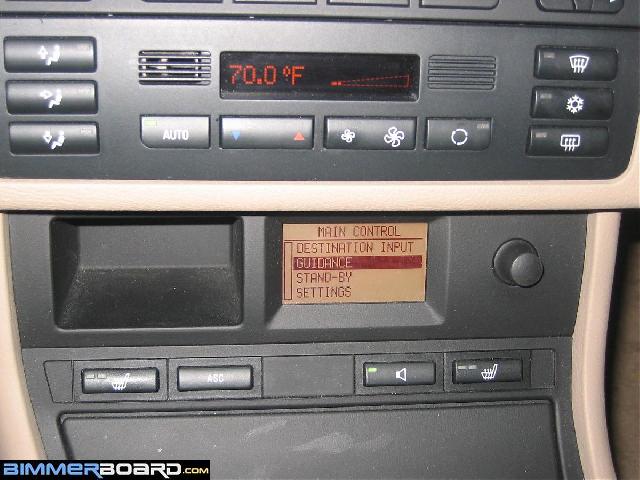 70.0 °F
AUTO
MAIN CONTROL
DESTINATION INPUT
GUIDANCE
STAND-BY
SETTINGS
ASC
BIMMERBOARD.COM